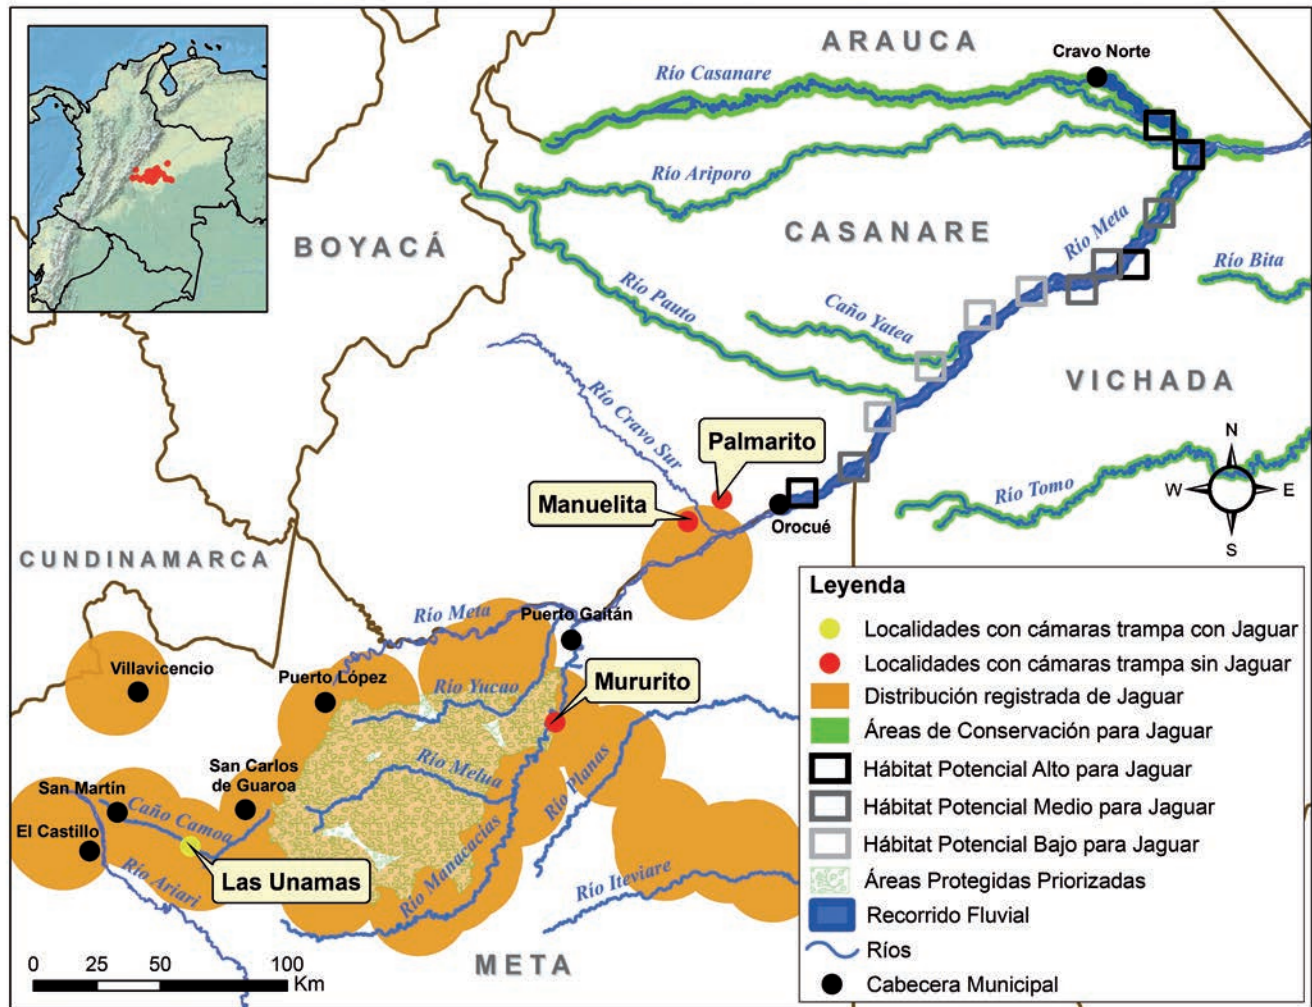 ARAUCA
Cravo Norte
Río Casanare
Río Ariporo
BOYACÁ
CASANARE
Río Meta
Río Bita
Río Pauto
Caño Yatea
VICHADA
Río Cravo Sur
Palmarito
Manuelita
Orocué
Río Tomo
N
W
E
S
CUNDINAMARCA
Río Meta
Puerto Gaitán
Villavicencio
Puerto López
Río Yucao
Mururito
San Carlos
de Guaroa
Río Melua
Río Planas
San Martín
Caño Camoa
El Castillo
Río Ariari
Las Unamas
Río Manacacías
Río Iteviare
META
0 25 50 100
Km
Leyenda
Localidades con cámaras trampa con Jaguar
Localidades con cámaras trampa sin Jaguar
Distribución registrada de Jaguar
Áreas de Conservación para Jaguar
Hábitat Potencial Alto para Jaguar
Hábitat Potencial Medio para Jaguar
Hábitat Potencial Bajo para Jaguar
Áreas Protegidas Priorizadas
Recorrido Fluvial
Ríos
Cabecera Municipal